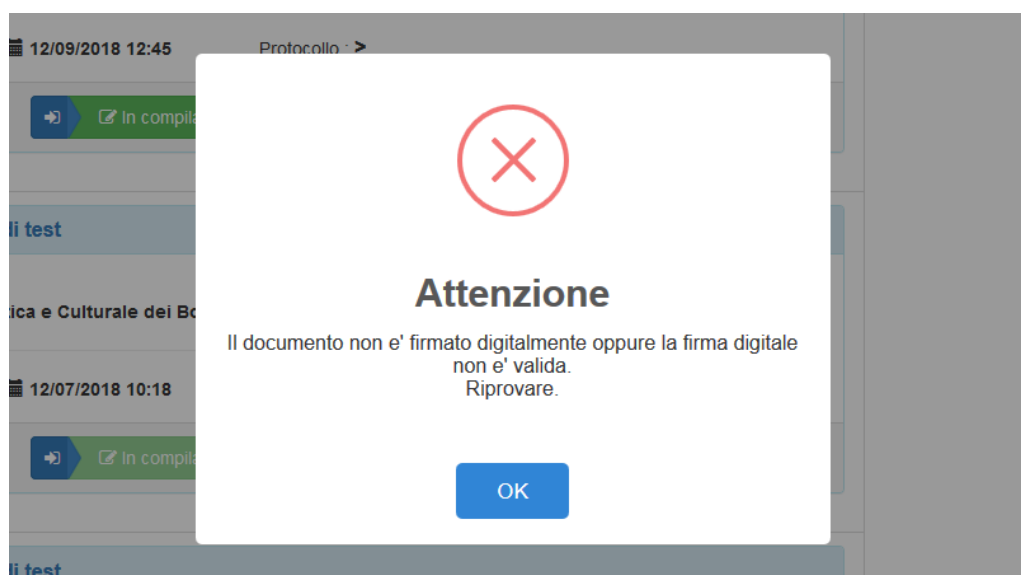 12/09/2018 12:45 Protocollo : >
In compila
di test
Attenzione
tica e Culturale dei Bo
Il documento non e' firmato digitalmente oppure la firma digitale
non e' valida.
Riprovare.
12/07/2018 10:18
In compila
OK
di test